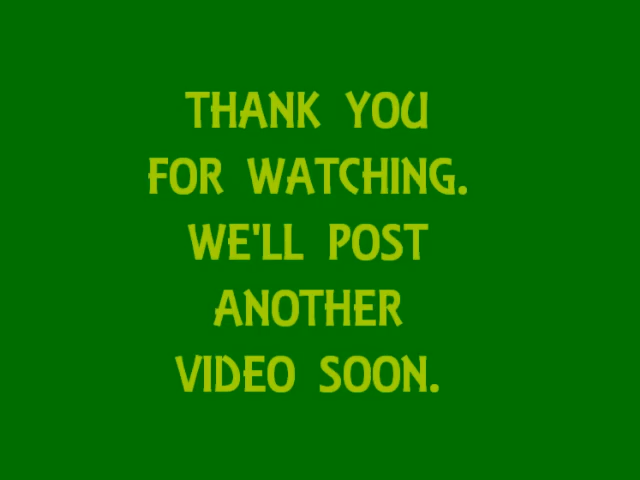 THANK YOU
FOR WATCHING.
WE'LL POST
ANOTHER
VIDEO SOON.